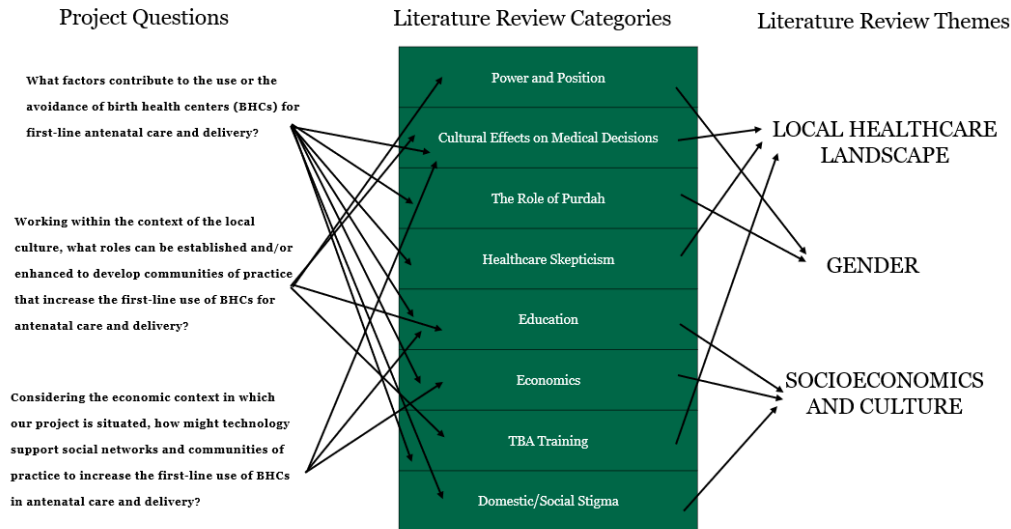 Project Questions
Literature Review Categories
Literature Review Themes
What factors contribute to the use or the
avoidance of birth health centers (BHCs) for
first-line antenatal care and delivery?
Working within the context of the local
culture, what roles can be established and/or
enhanced to develop communities of practice
that increase the first-line use of BHCs for
antenatal care and delivery?
Considering the economic context in which
our project is situated, how might technology
support social networks and communities of
practice to increase the first-line use of BHCs
in antenatal care and delivery?
Power and Position
Cultural Effects on Medical Decisions
The Role of Purdah
Healthcare Skepticism
Education
Economics
TBA Training
Domestic/Social Stigma
LOCAL HEALTHCARE
LANDSCAPE
GENDER
SOCIOECONOMICS
AND CULTURE